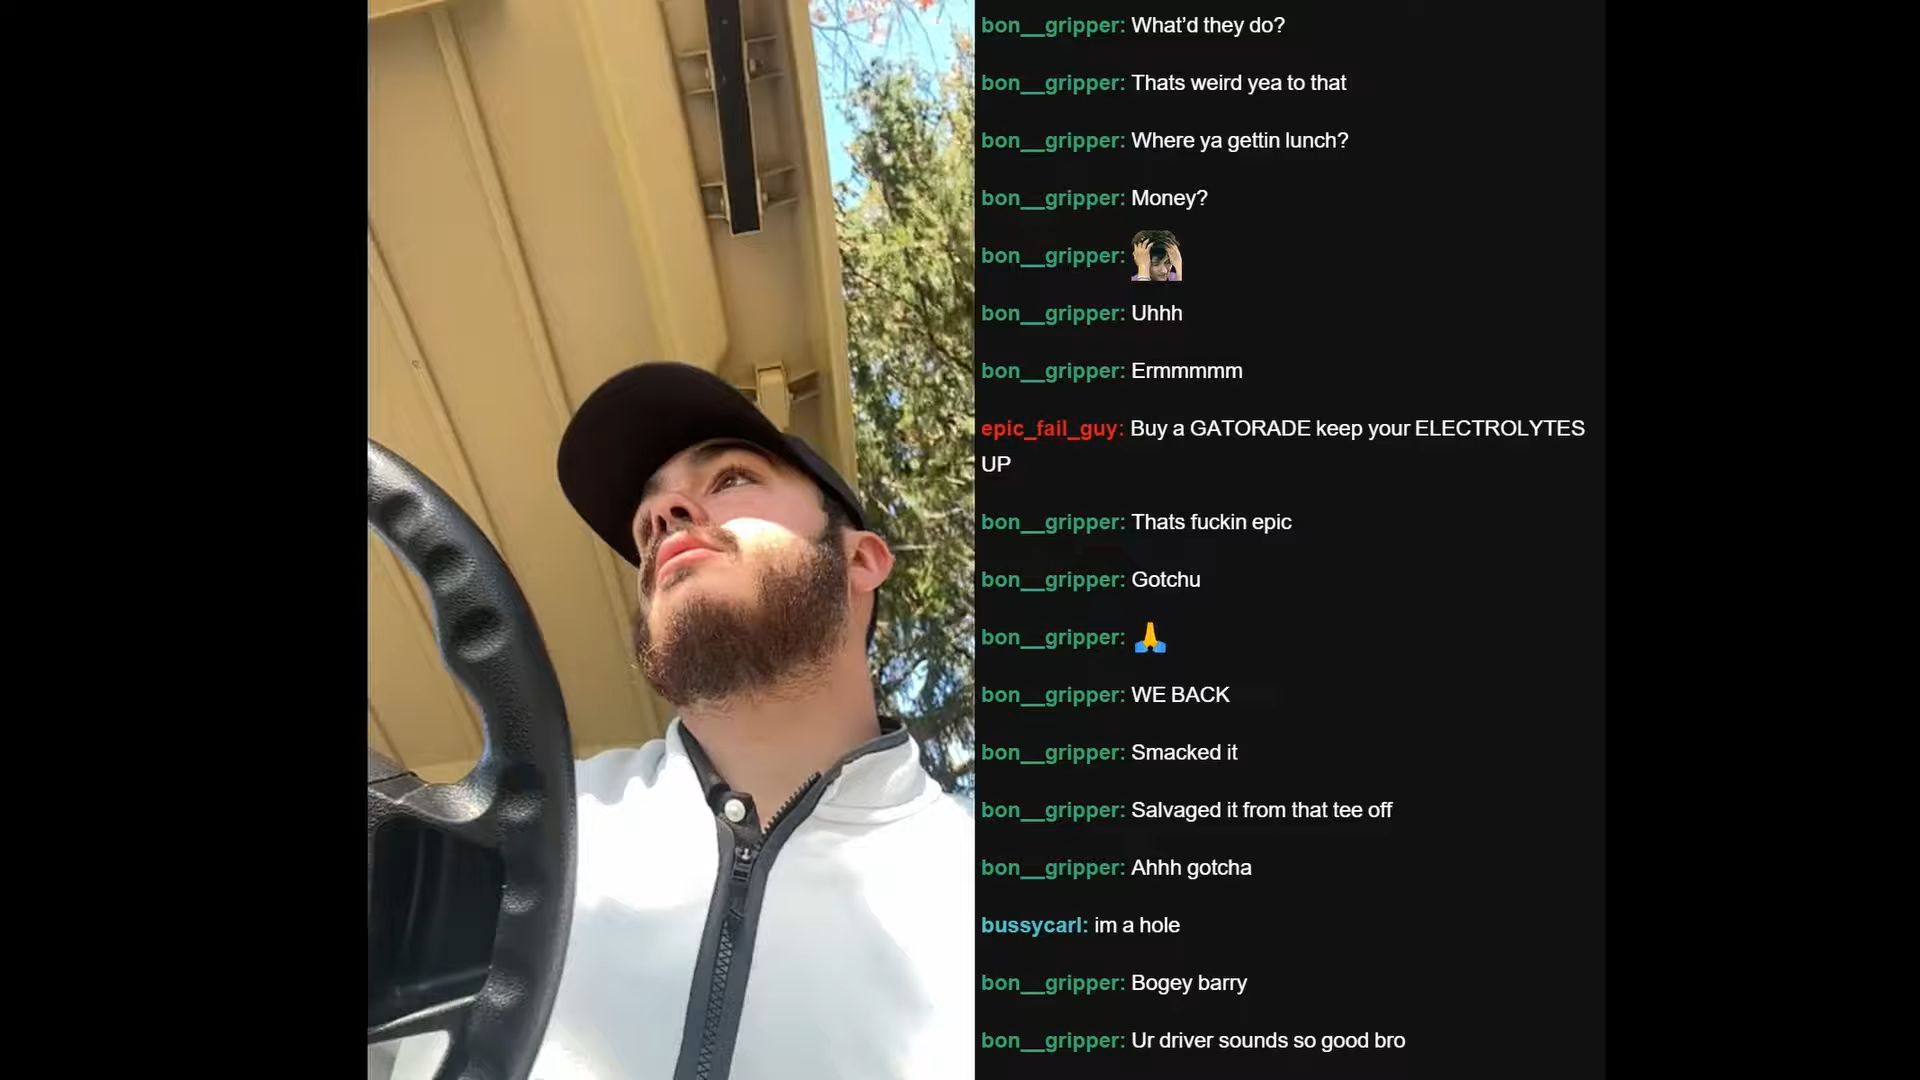 bon__gripper: What’d they do?
bon__gripper: Thats weird yea to that
bon__gripper: Where ya gettin lunch?
bon__gripper: Money?
bon__gripper:
bon__gripper: Uhhh
bon__gripper: Ermmmmm
epic_fail_guy: Buy a GATORADE keep your ELECTROLYTES
UP
bon__gripper: Thats fuckin epic
bon__gripper: Gotchu
bon__gripper: 🙏
bon__gripper: WE BACK
bon__gripper: Smacked it
bon__gripper: Salvaged it from that tee off
bon__gripper: Ahhh gotcha
bussycarl: im a hole
bon__gripper: Bogey barry
bon__gripper: Ur driver sounds so good bro